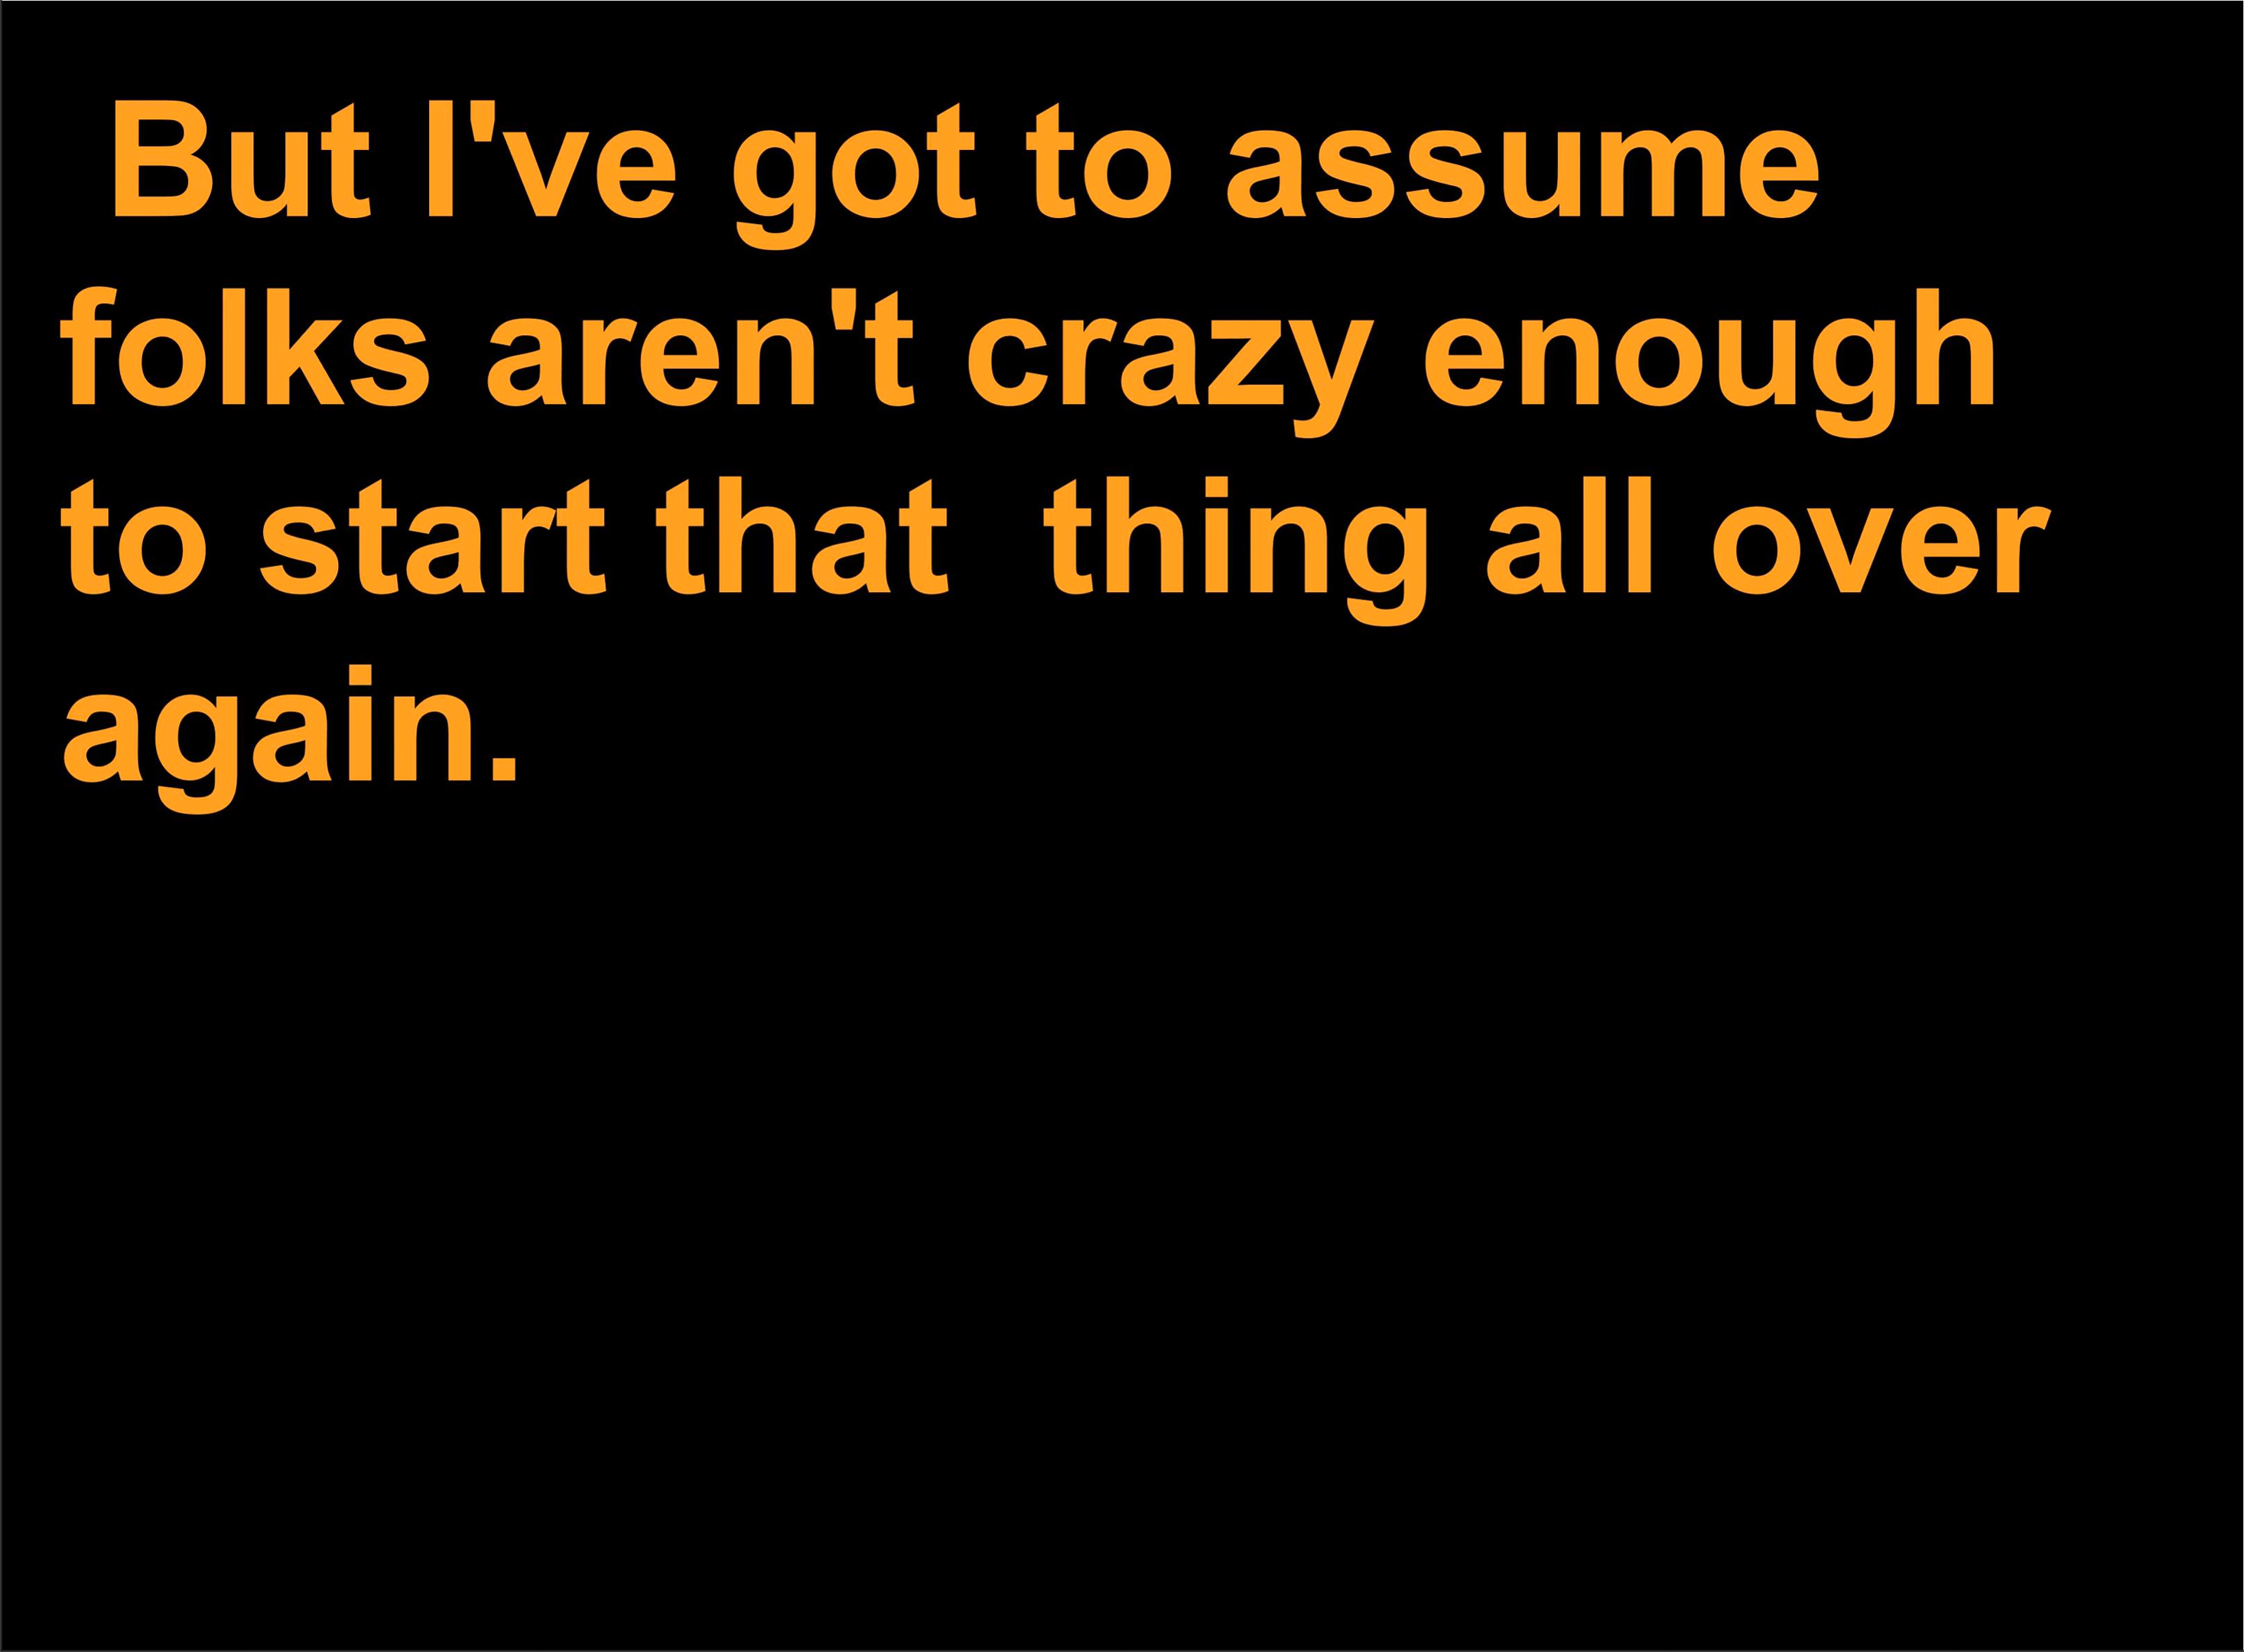 But I've got to assume
folks aren't crazy enough
to start that  thing all over
again.